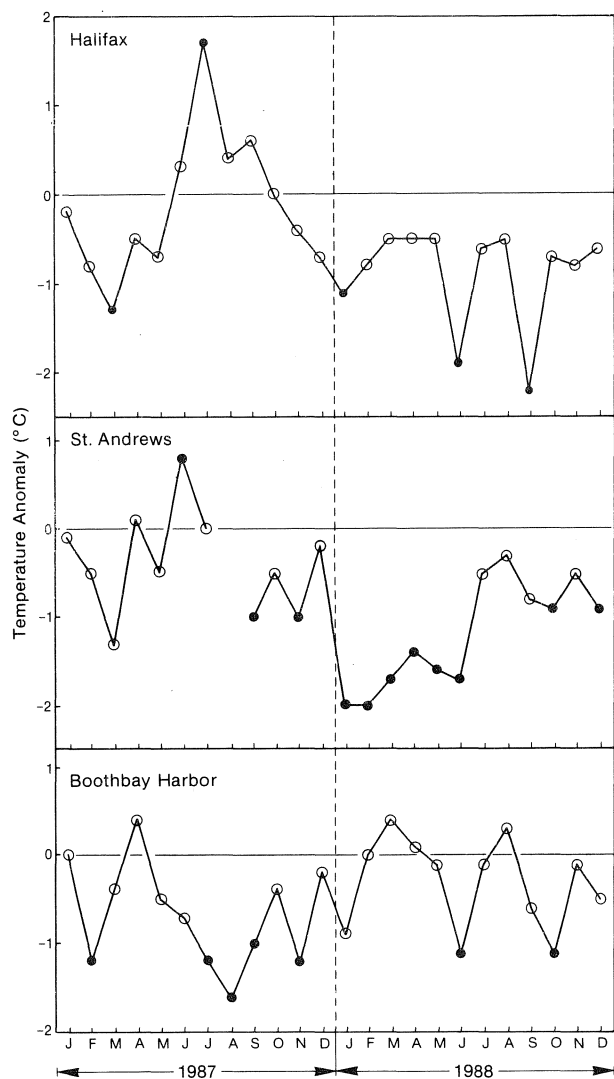 2
Halifax
1
0
-1
-2
Temperature Anomaly (°C)
St. Andrews
1
0
-1
-2
Boothbay Harbor
1
0
-1
-2
J F M A M J J A S O N D J F M A M J J A S O N D
1987 1988